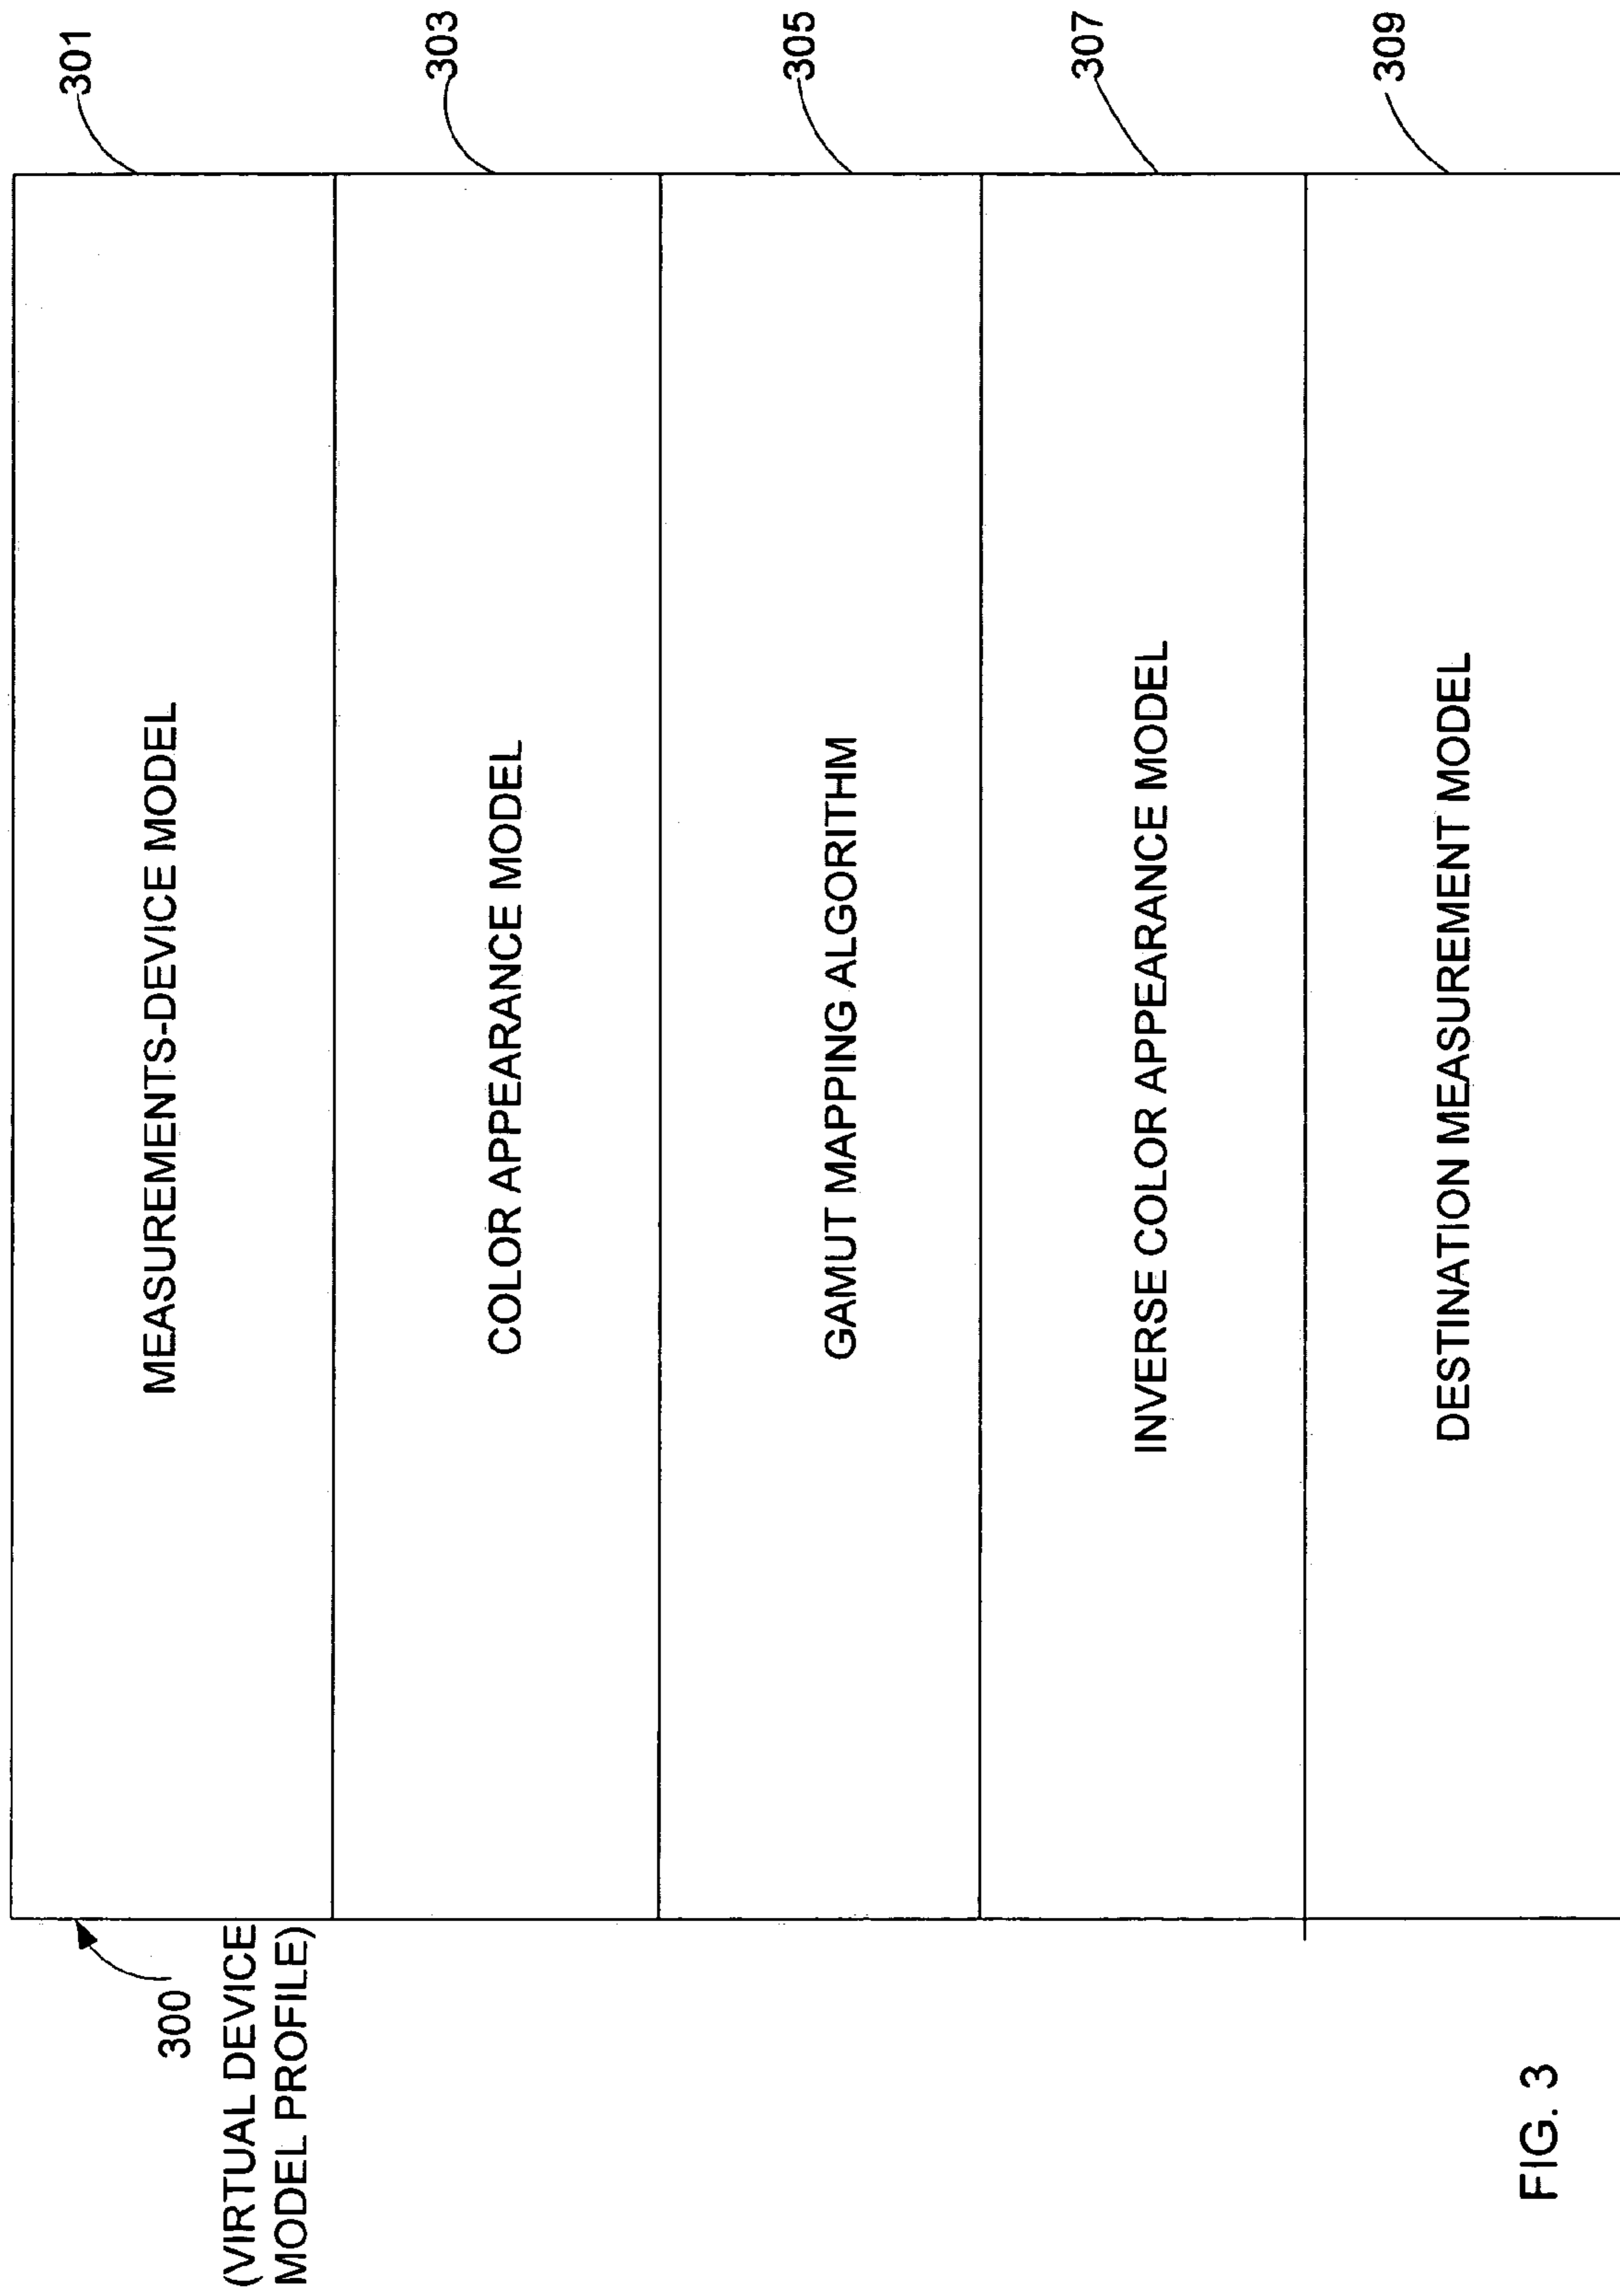 300
(VIRTUAL DEVICE
MODEL PROFILE)
MEASUREMENTS-DEVICE MODEL
301
COLOR APPEARANCE MODEL
303
GAMUT MAPPING ALGORITHM
305
INVERSE COLOR APPEARANCE MODEL
307
DESTINATION MEASUREMENT MODEL
309
FIG. 3